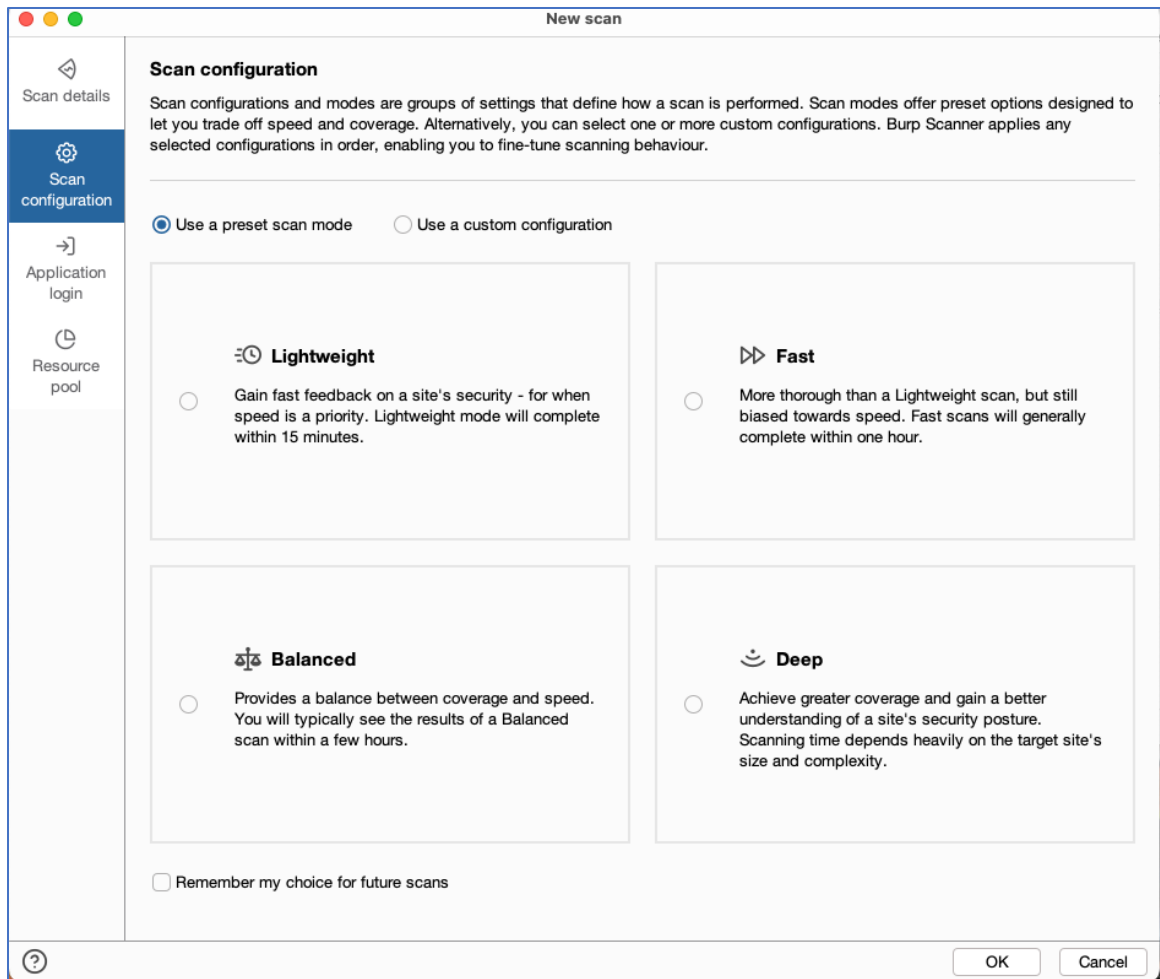 New scan
Scan details
Scan
configuration
Application
login
Resource
pool
Scan configuration
Scan configurations and modes are groups of settings that define how a scan is performed. Scan modes offer preset options designed to
let you trade off speed and coverage. Alternatively, you can select one or more custom configurations. Burp Scanner applies any
selected configurations in order, enabling you to fine-tune scanning behaviour.
Use a preset scan mode
Use a custom configuration
Lightweight
Gain fast feedback on a site's security - for when
speed is a priority. Lightweight mode will complete
within 15 minutes.
Fast
More thorough than a Lightweight scan, but still
biased towards speed. Fast scans will generally
complete within one hour.
Balanced
Provides a balance between coverage and speed.
You will typically see the results of a Balanced
scan within a few hours.
Deep
Achieve greater coverage and gain a better
understanding of a site's security posture.
Scanning time depends heavily on the target site's
size and complexity.
Remember my choice for future scans
?
OK
Cancel